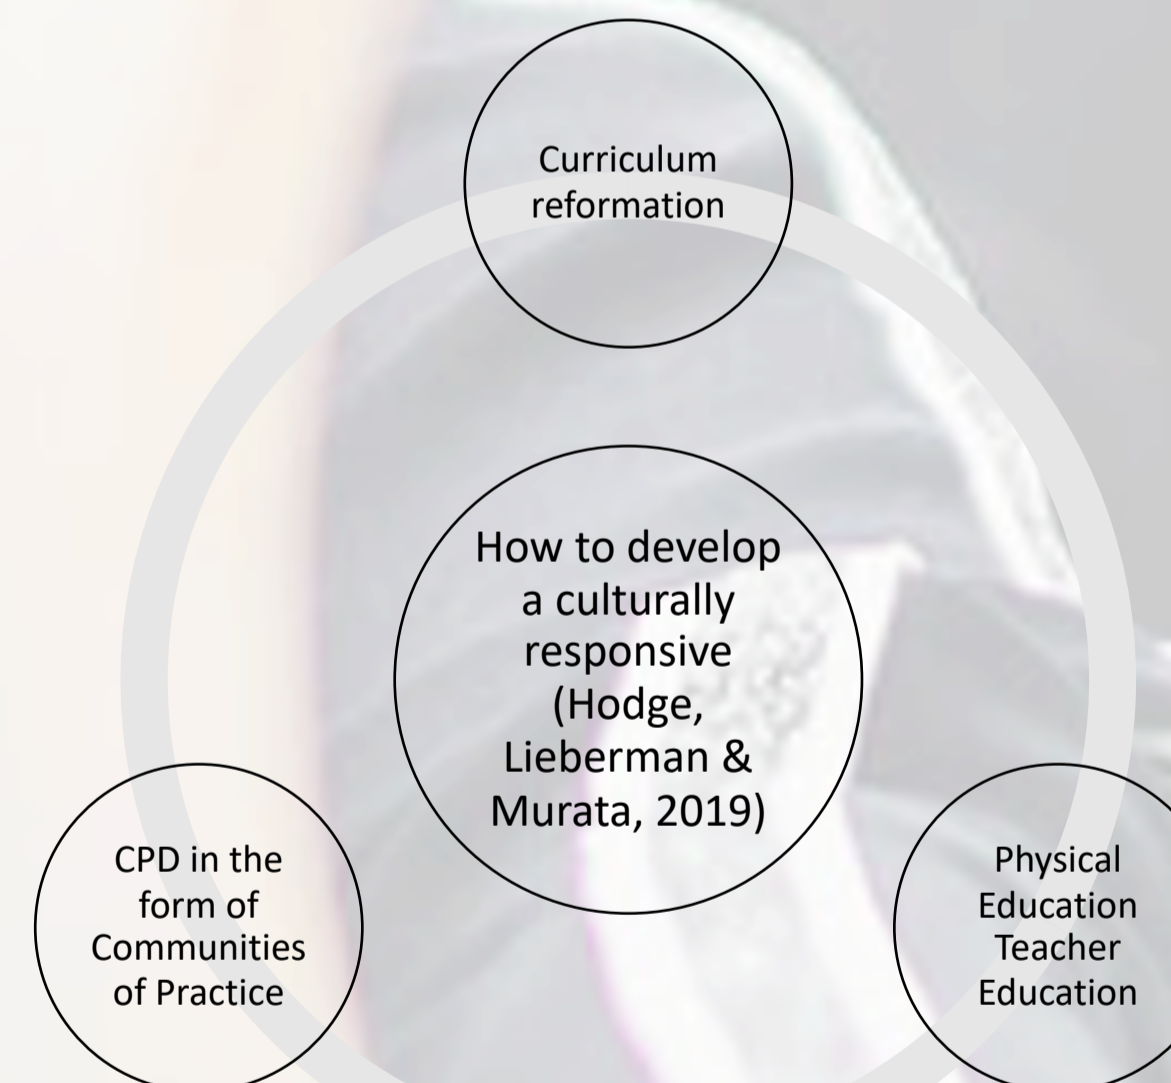 Curriculum
reformation
How to develop
a culturally
responsive
(Hodge,
Lieberman &
Murata, 2019)
CPD in the
form of
Communities
of Practice
Physical
Education
Teacher
Education